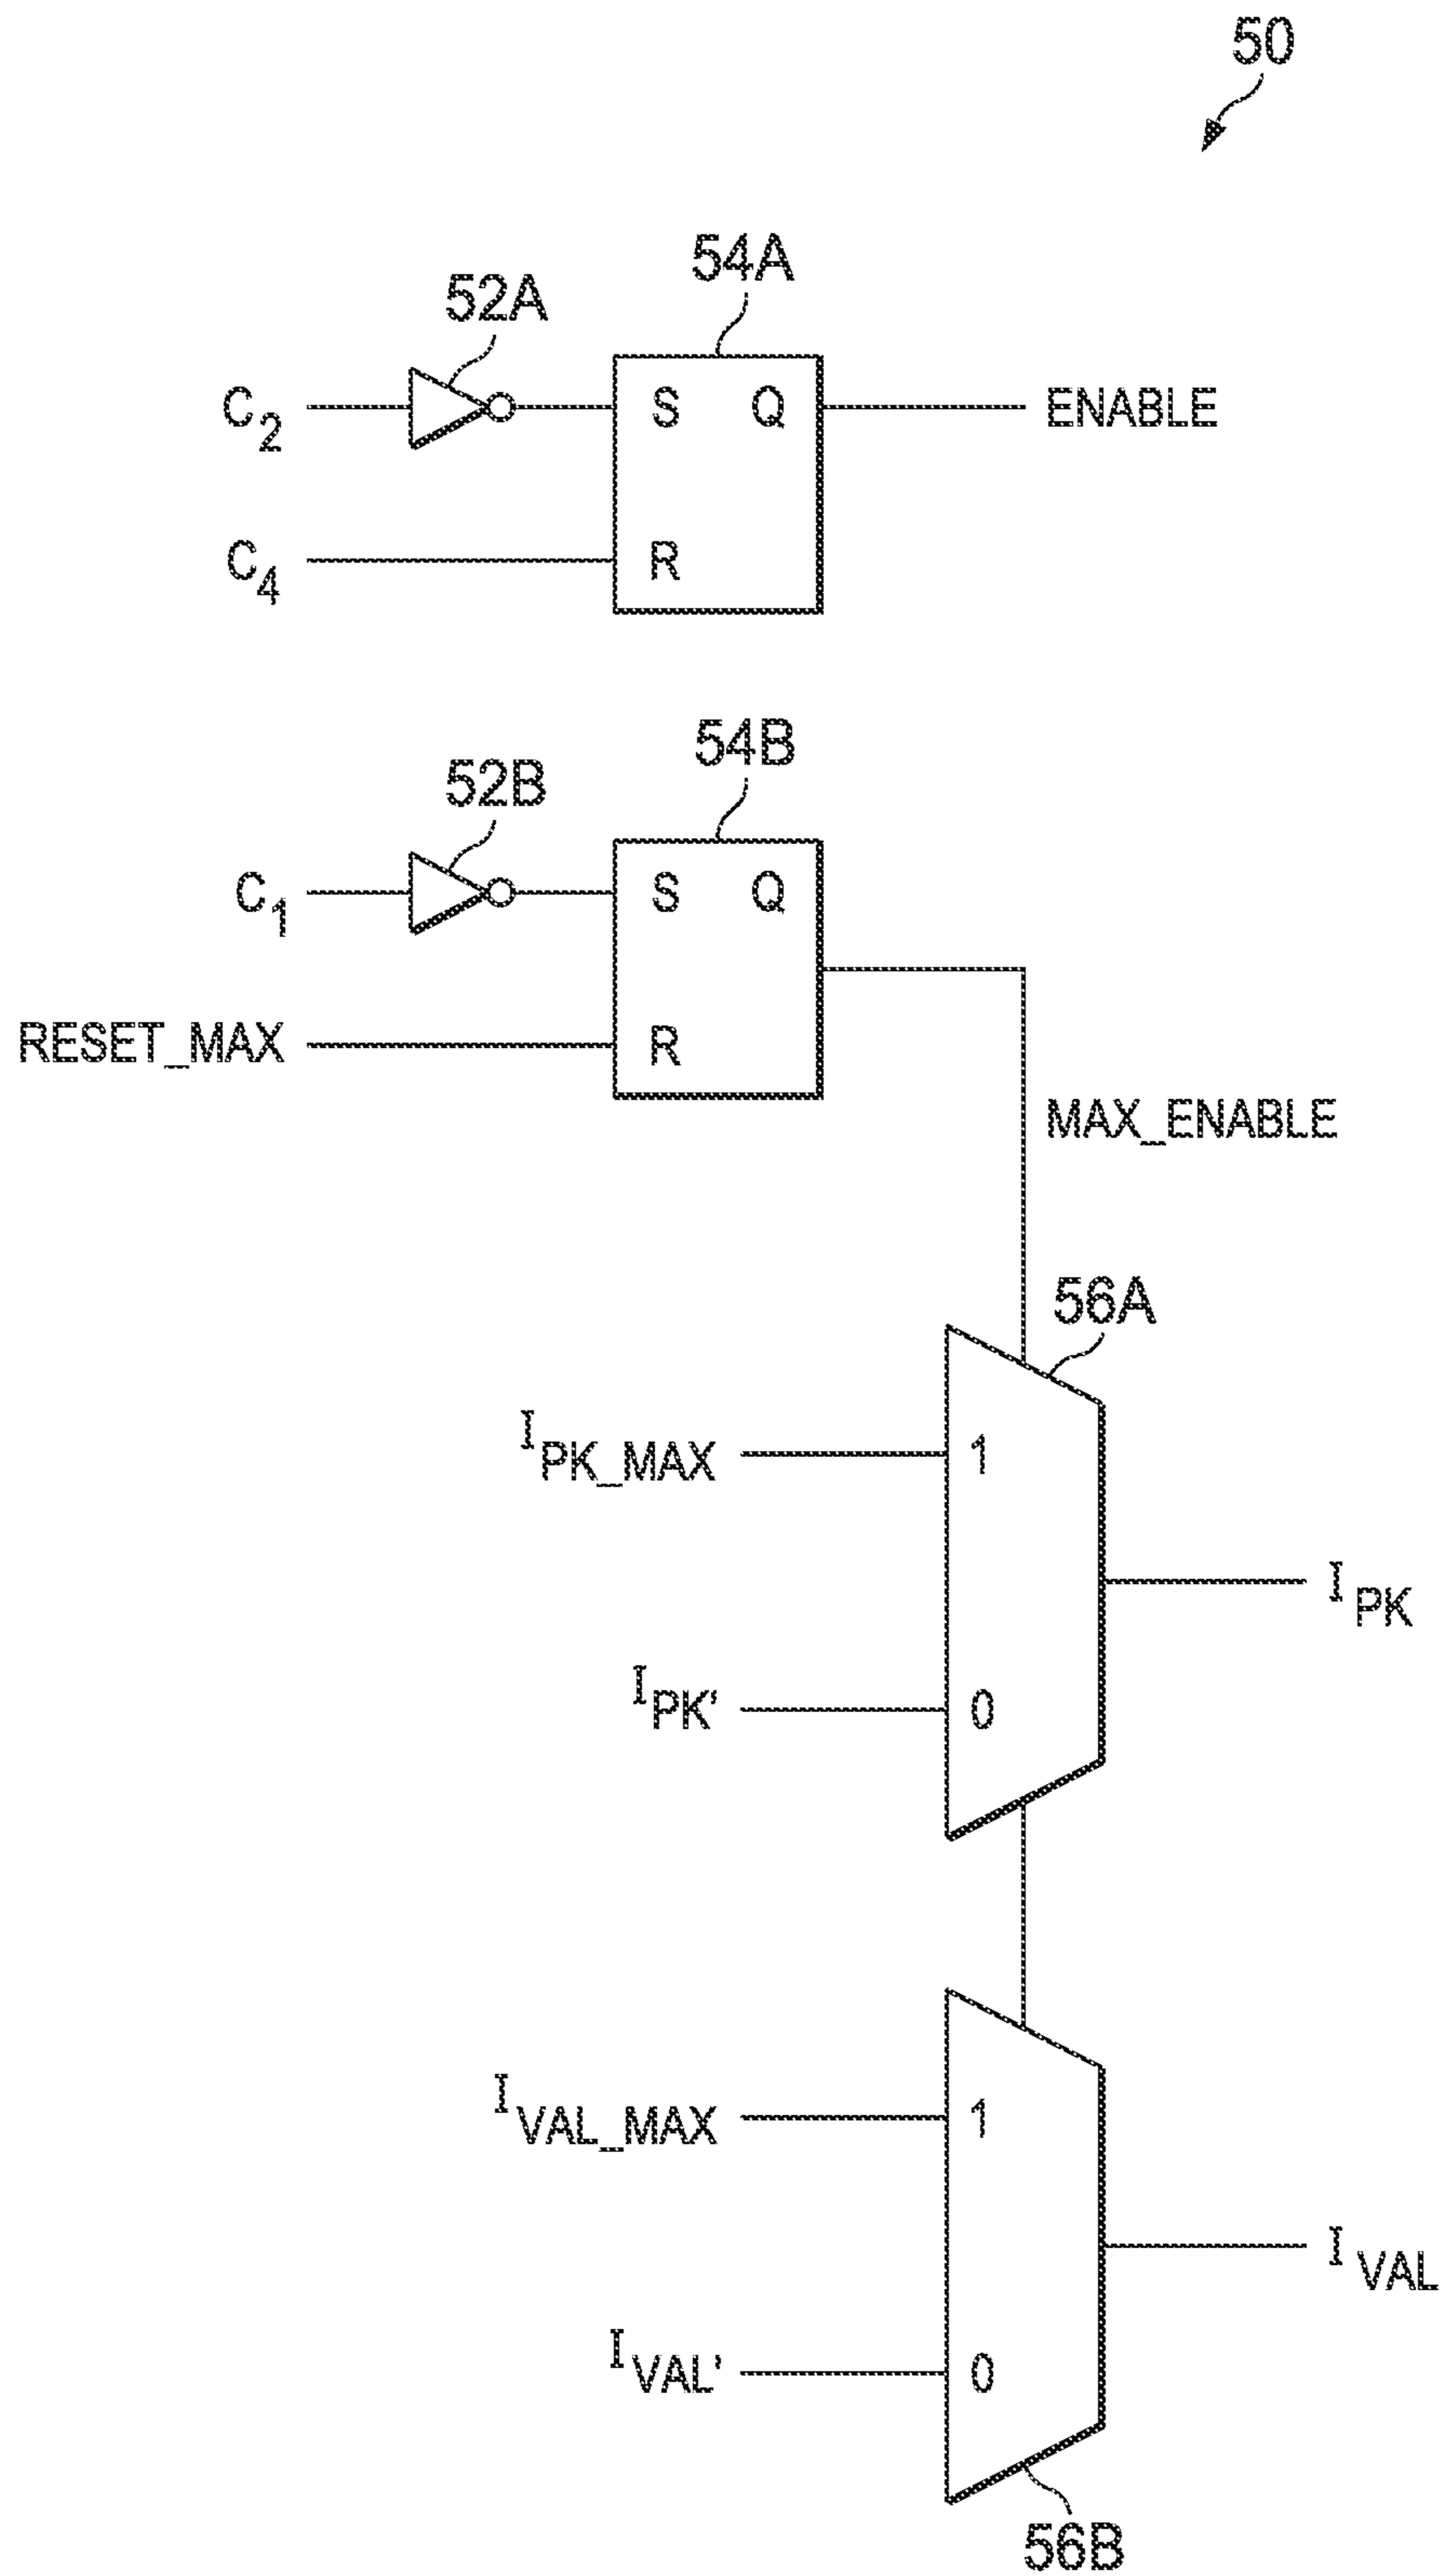 50
54A
52A
C2 S Q ENABLE
C4 R
54B
52B
C1 S Q
RESET_MAX R
MAX_ENABLE
56A
IPK_MAX 1
IPK
IPK' 0
IVAL_MAX 1
IVAL
IVAL' 0
56B